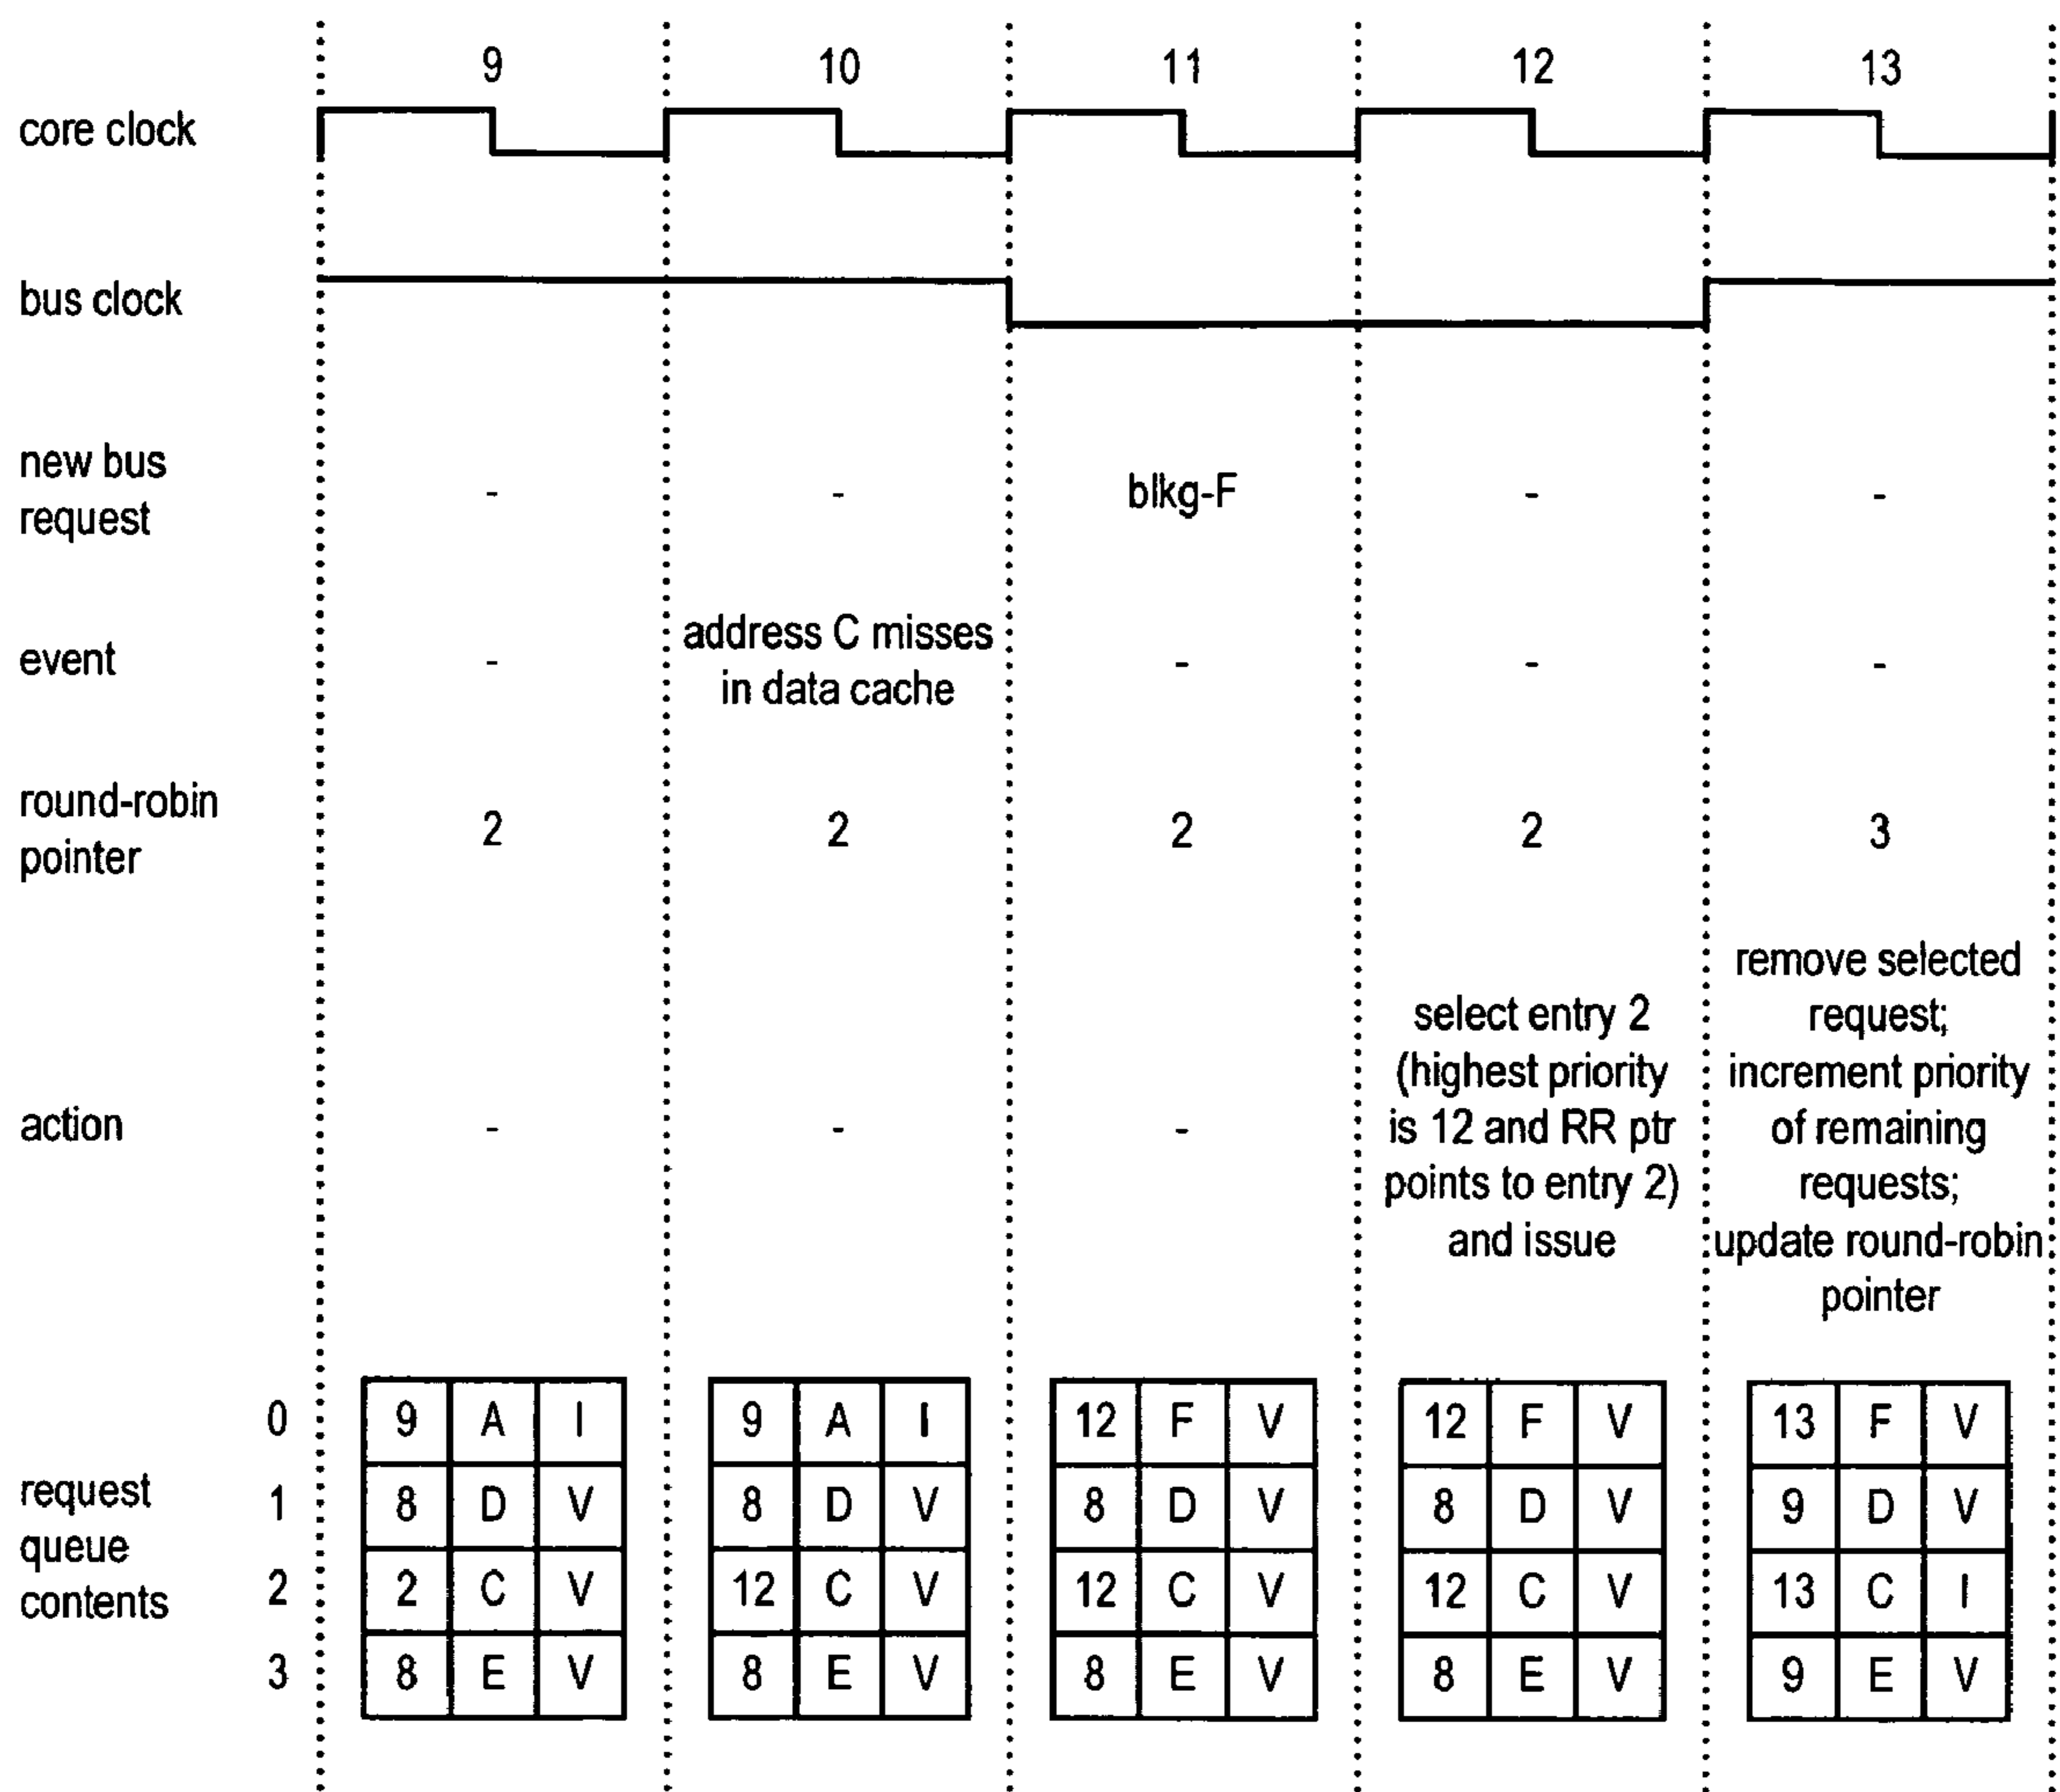 9 10 11 12 13
core clock
bus clock
new bus
request
- - blkg-F - -
event
- address C misses
in data cache
- - -
round-robin
pointer
2 2 2 2 3
action
- - -
select entry 2
(highest priority
is 12 and RR ptr
points to entry 2)
and issue
remove selected
request;
increment priority
of remaining
requests;
update round-robin
pointer
request
queue
contents
0 9 A I 9 A I 12 F V 12 F V 13 F V
1 8 D V 8 D V 8 D V 8 D V 9 D V
2 2 C V 12 C V 12 C V 12 C V 13 C I
3 8 E V 8 E V 8 E V 8 E V 9 E V